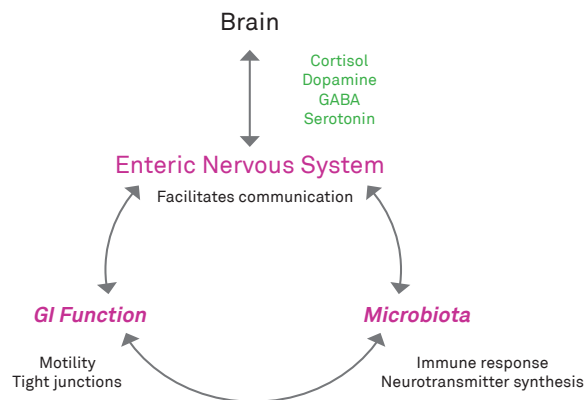 Brain
Cortisol
Dopamine
GABA
Serotonin
Enteric Nervous System
Facilitates communication
GI Function
Motility
Tight junctions
Microbiota
Immune response
Neurotransmitter synthesis